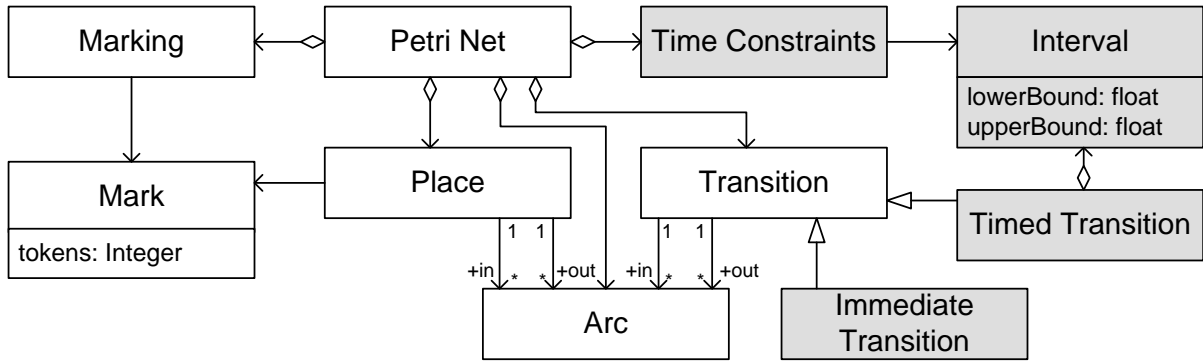 Marking
Petri Net
Time Constraints
Interval
lowerBound: float
upperBound: float
Mark
tokens: Integer
Place
Transition
Timed Transition
1
1
1
1
+in
*
*
+out
+in
*
*
+out
Arc
Immediate
Transition